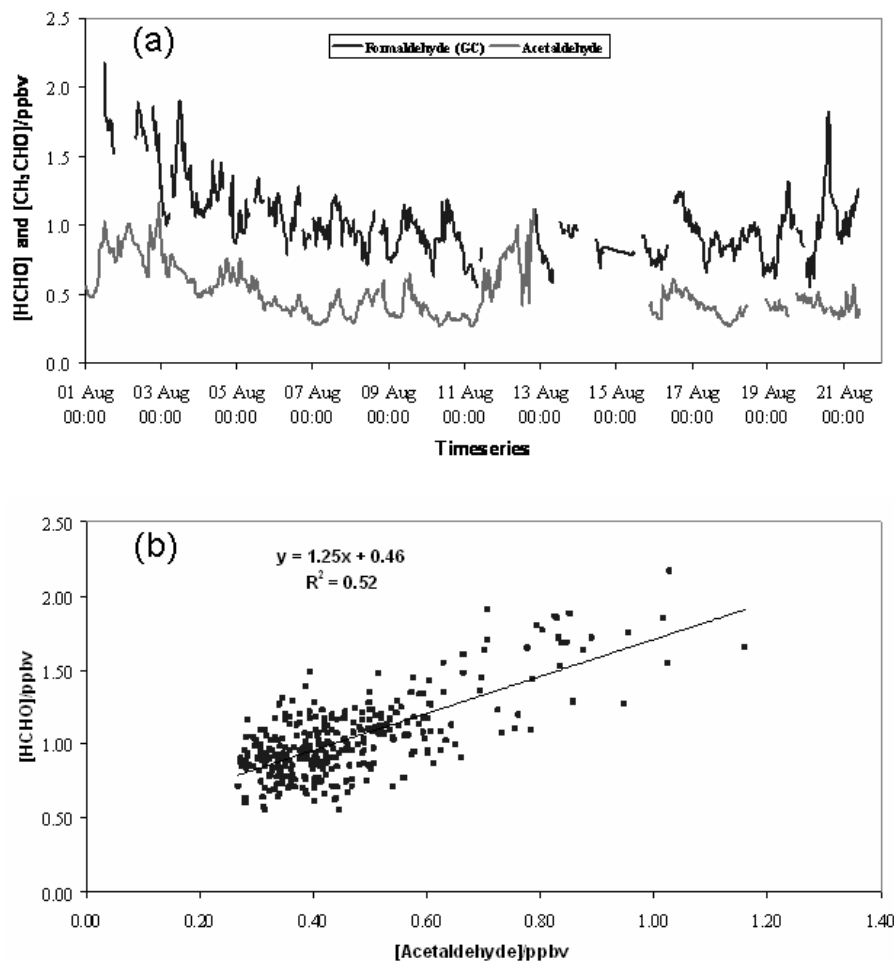 (a)
Formaldehyde (GC) Acetaldehyde
[HCHO] and [CH₃CHO]/ppbv
2.5
2.0
1.5
1.0
0.5
0.0
01 Aug 03 Aug 05 Aug 07 Aug 09 Aug 11 Aug 13 Aug 15 Aug 17 Aug 19 Aug 21 Aug
00:00 00:00 00:00 00:00 00:00 00:00 00:00 00:00 00:00 00:00 00:00
Timeseries
(b)
y = 1.25x + 0.46
R² = 0.52
[HCHO]/ppbv
2.50
2.00
1.50
1.00
0.50
0.00
0.00 0.20 0.40 0.60 0.80 1.00 1.20 1.40
[Acetaldehyde]/ppbv